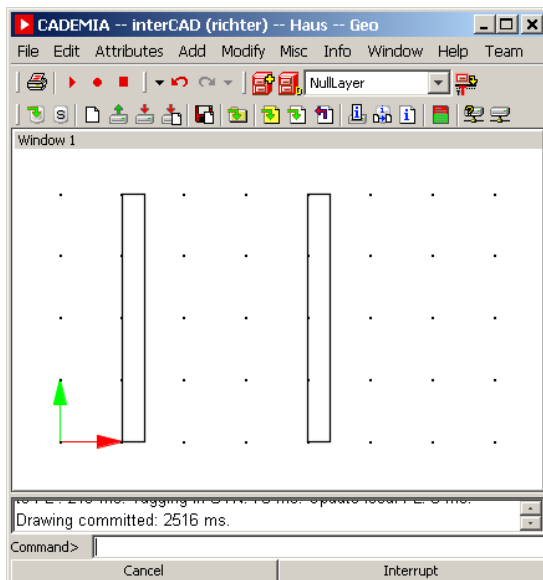 CADEMIA -- interCAD (richter) -- Haus -- Geo
File Edit Attributes Add Modify Misc Info Window Help Team
NullLayer
S
Window 1
Drawing committed: 2516 ms.
Command>
Cancel Interrupt